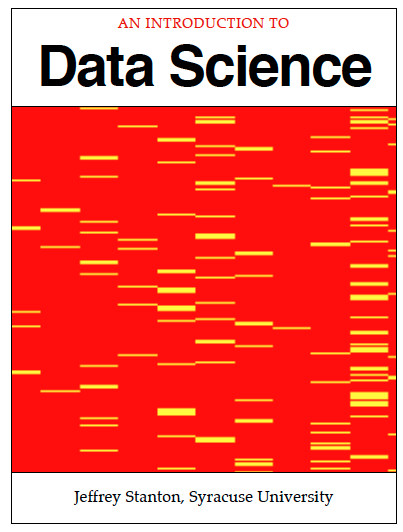 AN INTRODUCTION TO
Data Science
Jeffrey Stanton, Syracuse University